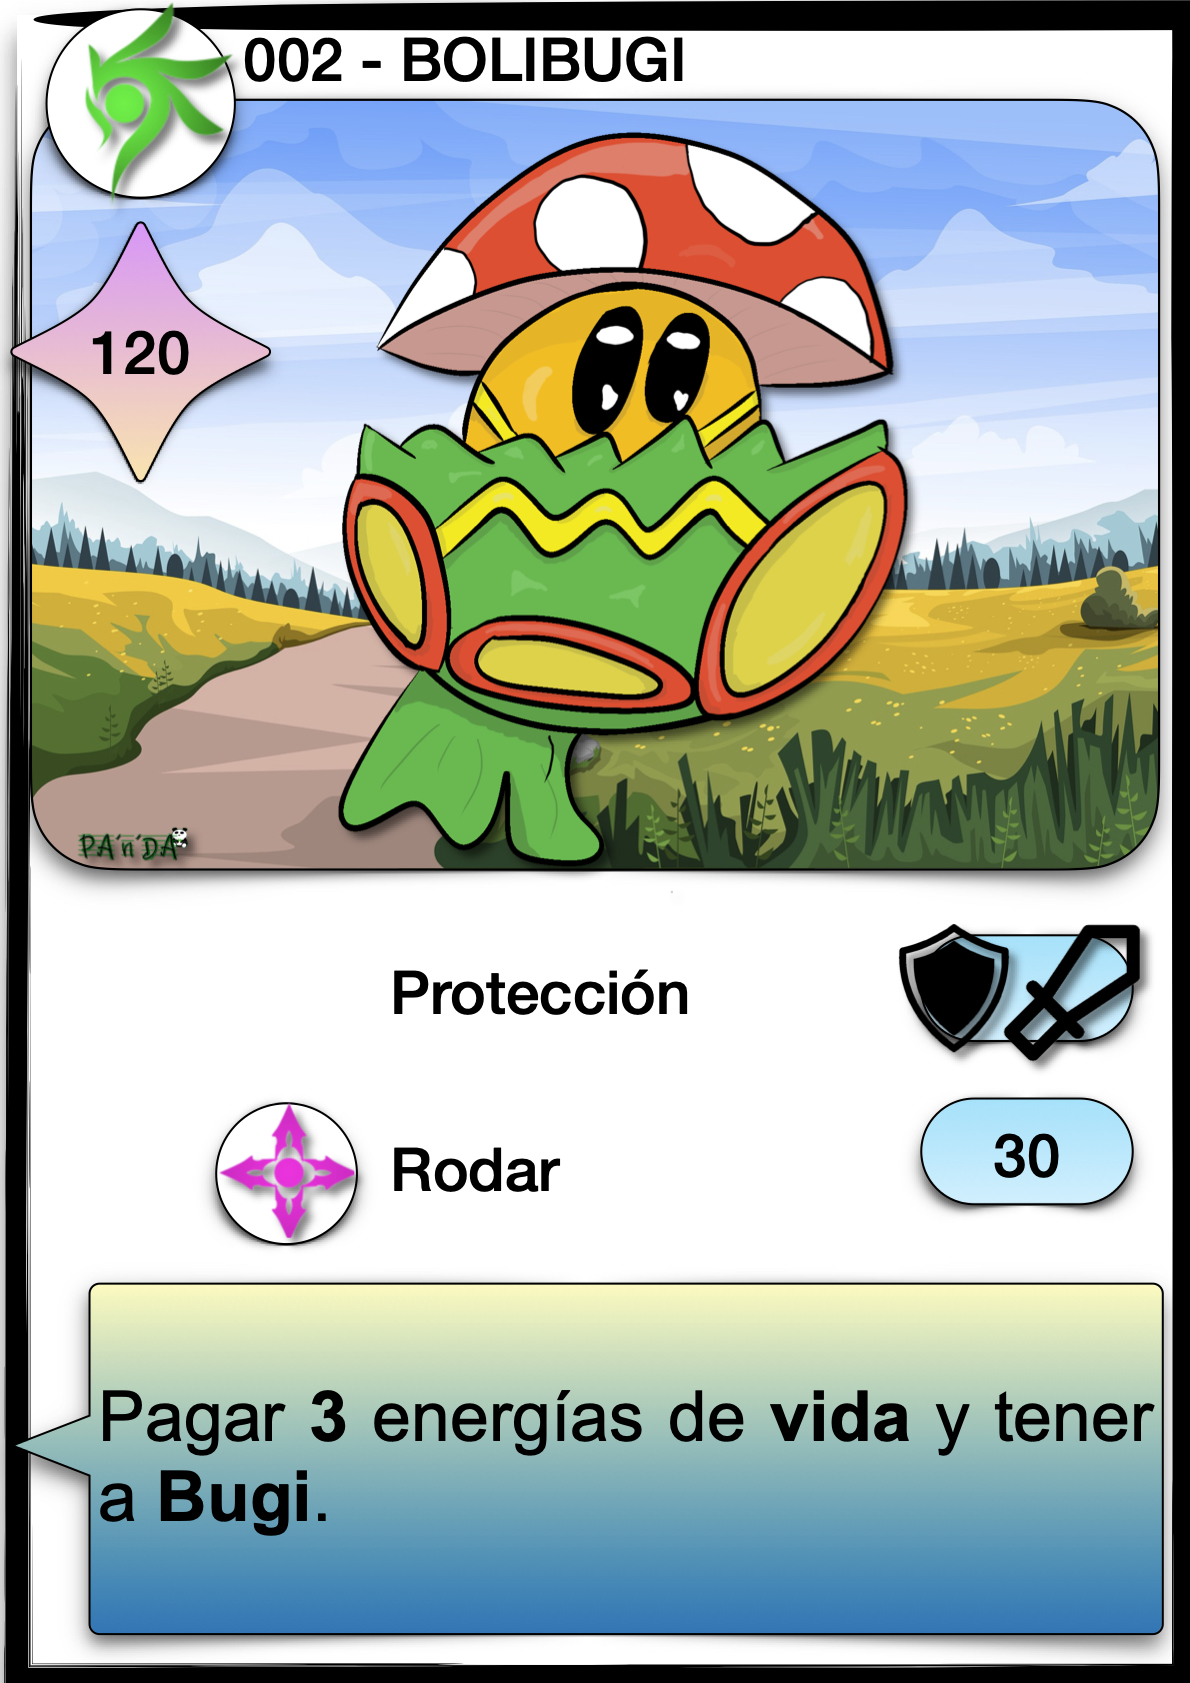 002 - BOLIBUGI
120
PA'n'DA
Protección
Rodar
30
Pagar 3 energías de vida y tener
a Bugi.